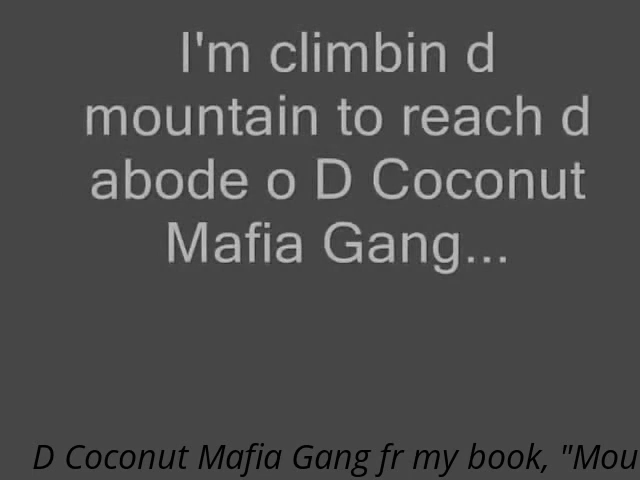 I'm climbin d
mountain to reach d
abode o D Coconut
Mafia Gang...
D Coconut Mafia Gang fr my book, "Mou